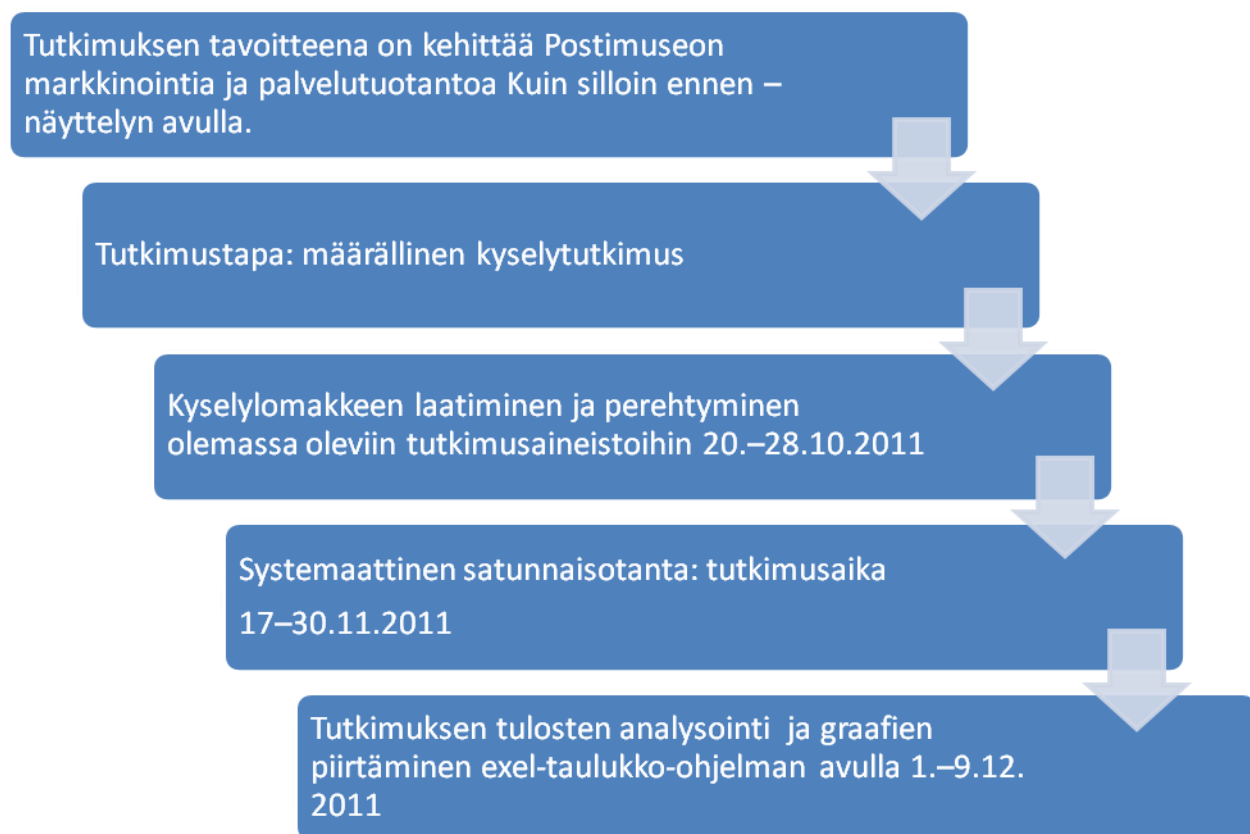 Tutkimuksen tavoitteena on kehittää Postimuseon
markkinointia ja palvelutuotantoa Kuin silloin ennen –
näyttelyn avulla.
Tutkimustapa: määrällinen kyselytutkimus
Kyselylomakkeen laatiminen ja perehtyminen
olemassa oleviin tutkimusaineistoihin 20.–28.10.2011
Systemaattinen satunnaisotanta: tutkimusaika
17–30.11.2011
Tutkimuksen tulosten analysointi ja graafien
piirtäminen exel-taulukko-ohjelman avulla 1.–9.12.
2011